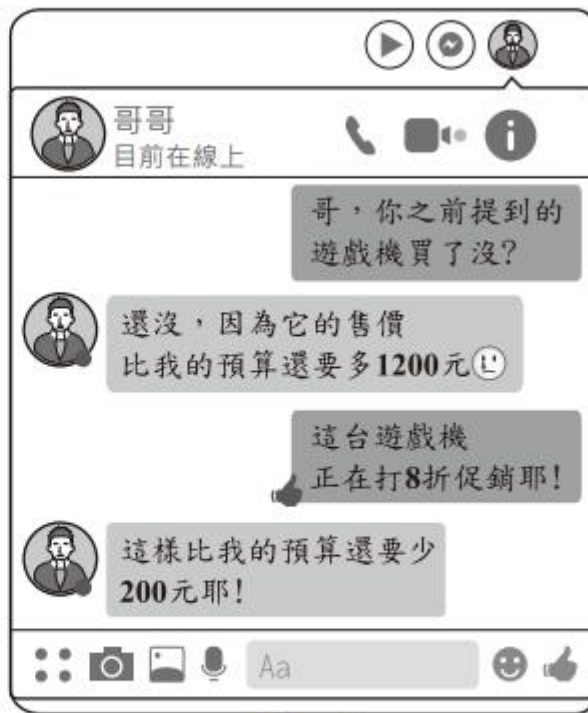 哥哥
目前在線上
哥,你之前提到的
遊戲機買了沒?
還沒,因為它的售價
比我的預算還要多1200元
這台遊戲機
正在打8折促銷耶!
這樣比我的預算還要少
200元耶!
Aa